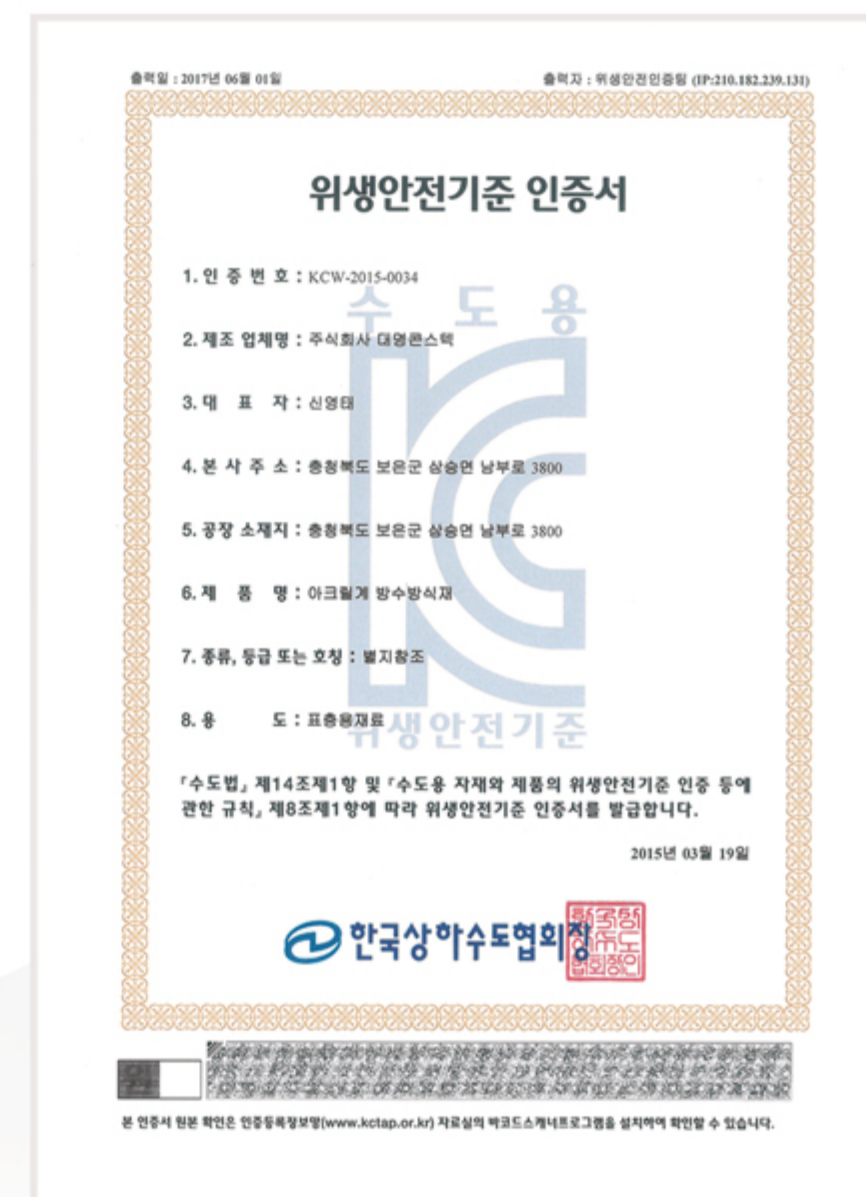 출력일 : 2017년 06월 01일
출력자 : 위생안전인증팀 (IP:210.182.239.131)
위생안전기준 인증서
1. 인 증 번 호 : KCW-2015-0034
수 도 용
2. 제조 업체명 : 주식회사 대명콘스텍
3. 대 표 자 : 신영태
4. 본 사 주 소 : 충청북도 보은군 삼승면 남부로 3800
5. 공장 소재지 : 충청북도 보은군 삼승면 남부로 3800
6. 제 품 명 : 아크릴계 방수방식재
7. 종류, 등급 또는 호칭 : 별지참조
8. 용 도 : 표층용재료
위생안전기준
「수도법」 제14조제1항 및 「수도용 자재와 제품의 위생안전기준 인증 등에
관한 규칙」 제8조제1항에 따라 위생안전기준 인증서를 발급합니다.
2015년 03월 19일
한국상하수도협회장
본 인증서 원본 확인은 인증등록정보망(www.kctap.or.kr) 자료실의 바코드스캐너프로그램을 설치하여 확인할 수 있습니다.